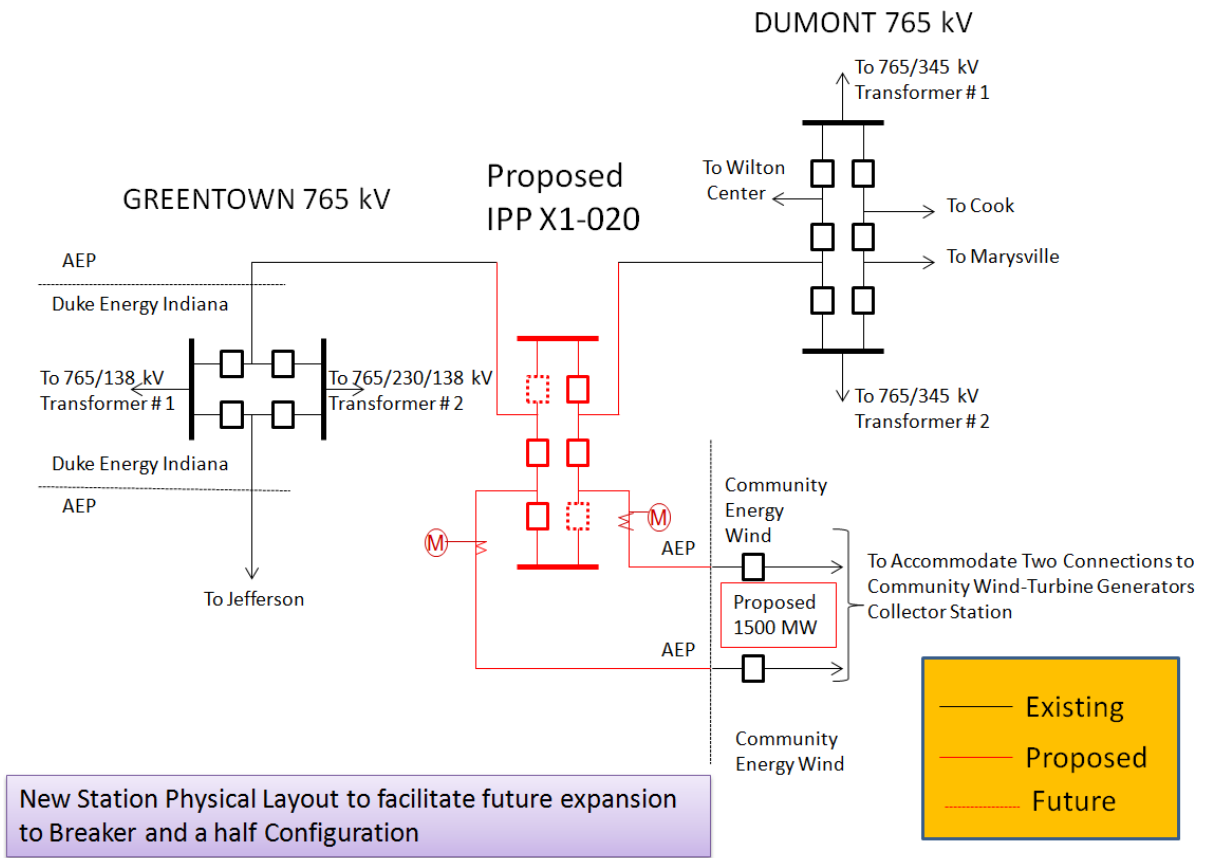 DUMONT 765 kV
To 765/345 kV
Transformer # 1
To Wilton
Center
To Cook
To Marysville
To 765/345 kV
Transformer # 2
Proposed
IPP X1-020
GREENTOWN 765 kV
AEP
Duke Energy Indiana
To 765/138 kV
Transformer # 1
To 765/230/138 kV
Transformer # 2
Duke Energy Indiana
AEP
To Jefferson
M
M
Community
Energy
Wind
AEP
Proposed
1500 MW
AEP
To Accommodate Two Connections to
Community Wind-Turbine Generators
Collector Station
Community
Energy Wind
Existing
Proposed
Future
New Station Physical Layout to facilitate future expansion
to Breaker and a half Configuration